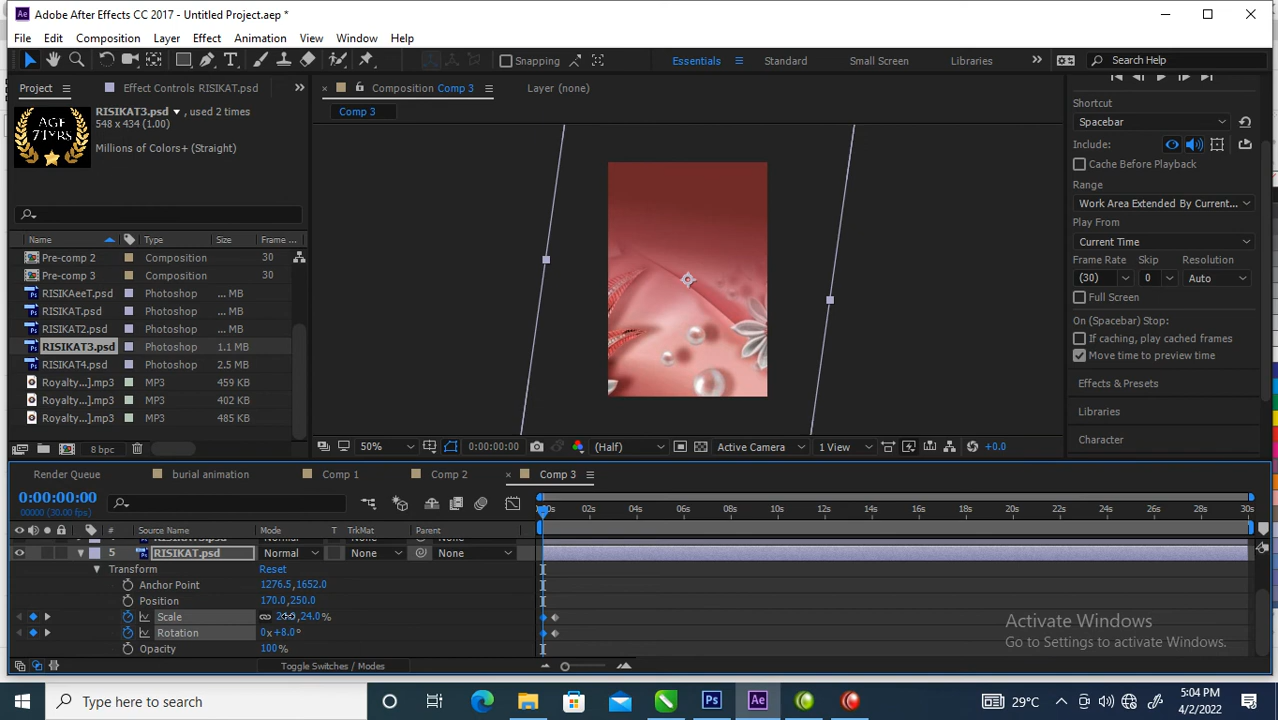 Adobe After Effects CC 2017 - Untitled Project.aep *
File Edit Composition Layer Effect Animation View Window Help
Snapping
Essentials Standard Small Screen Libraries
Search Help
Project
Effect Controls RISIKAT.psd
Composition Comp 3
Layer (none)
Comp 3
AGE
71YRS
RISIKAT3.psd , used 2 times
548 x 434 (1.00)
Millions of Colors+ (Straight)
Name Type Size Frame ...
Pre-comp 2 Composition 30
Pre-comp 3 Composition 30
RISIKAeeT.psd Photoshop ... MB
RISIKAT.psd Photoshop ... MB
RISIKAT2.psd Photoshop ... MB
RISIKAT3.psd Photoshop 1.1 MB
RISIKAT4.psd Photoshop 2.5 MB
Royalty...].mp3 MP3 459 KB
Royalty...].mp3 MP3 402 KB
Royalty...].mp3 MP3 485 KB
8 bpc
50% 0:00:00:00 (Half) Active Camera 1 View +0.0
Shortcut
Spacebar
Include:
Cache Before Playback
Range
Work Area Extended By Current...
Play From
Current Time
Frame Rate Skip Resolution
(30) 0 Auto
Full Screen
On (Spacebar) Stop:
If caching, play cached frames
Move time to preview time
Effects & Presets
Libraries
Character
Render Queue burial animation Comp 1 Comp 2 Comp 3
0:00:00:00
00000 (30.00 fps)
# Source Name Mode T TrkMat Parent
02s 04s 06s 08s 10s 12s 14s 16s 18s 20s 22s 24s 26s 28s 30s
5 RISIKAT.psd Normal None None
Transform Reset
Anchor Point 1276.5,1652.0
Position 170.0,250.0
Scale ,24.0%
Rotation 0x+8.0°
Opacity 100%
Toggle Switches / Modes
Activate Windows
Go to Settings to activate Windows.
Type here to search
Ps
Ae
29°C
5:04 PM
4/2/2022